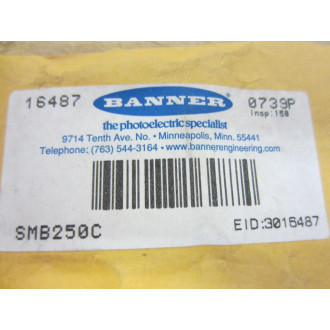 16487 BANNER 0739P
Insp:150
the photoelectric specialist
9714 Tenth Ave. No. • Minneapolis, Minn. 55441
Telephone: (763) 544-3164 • www.bannerengineering.com
SMB250C EID:3016487